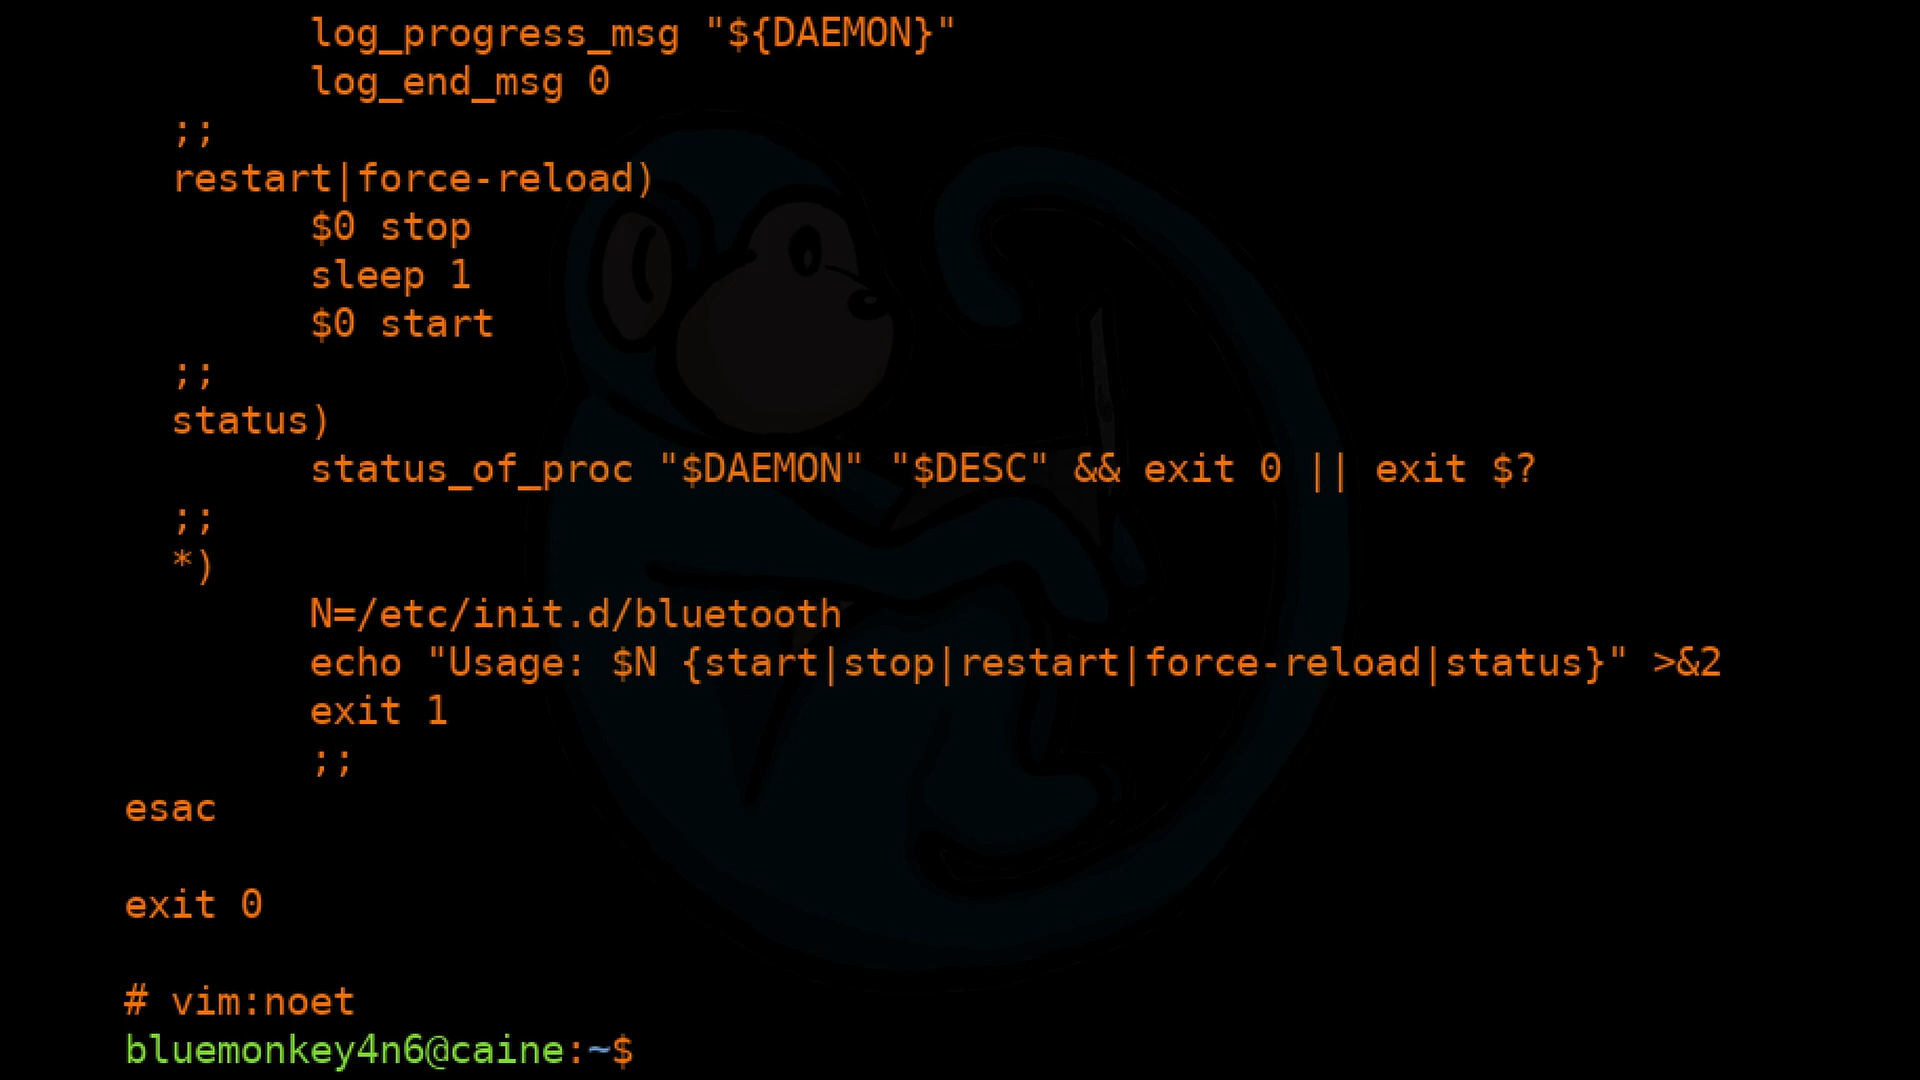 log_progress_msg "${DAEMON}"
log_end_msg 0
;;
restart|force-reload)
$0 stop
sleep 1
$0 start
;;
status)
status_of_proc "$DAEMON" "$DESC" && exit 0 || exit $?
;;
*)
N=/etc/init.d/bluetooth
echo "Usage: $N {start|stop|restart|force-reload|status}" >&2
exit 1
;;
esac
exit 0
# vim:noet
bluemonkey4n6@caine:~$